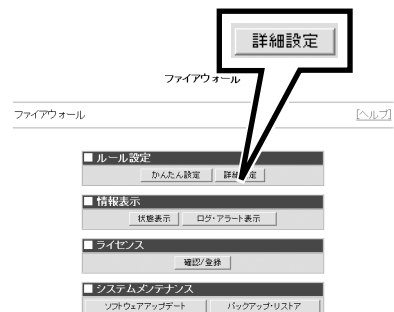 詳細設定
ファイアウォール
ファイアウォール [ヘルプ]
■ ルール設定
かんたん設定 詳細 定
■ 情報表示
状態表示 ログ・アラート表示
■ ライセンス
確認/登録
■ システムメンテナンス
ソフトウェアアップデート バックアップ・リストア